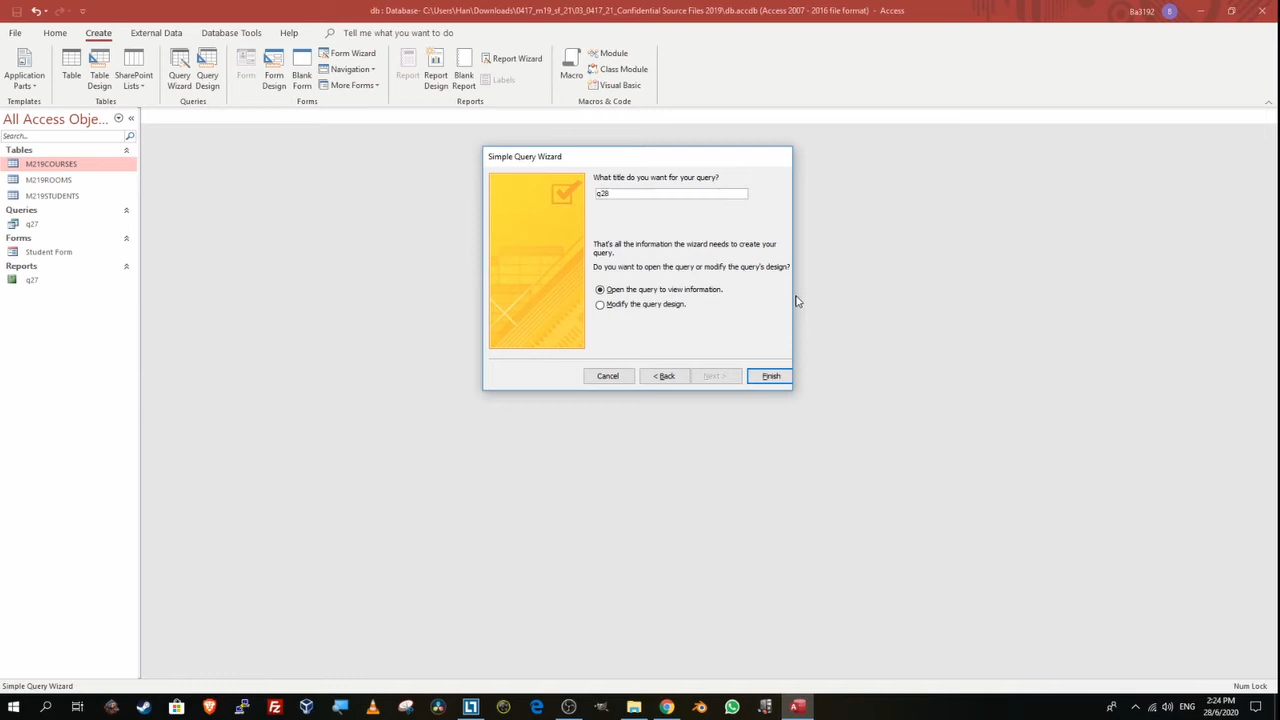 db : Database- C:\Users\Han\Downloads\0417_m19_sf_21\03_0417_21_Confidential Source Files 2019\db.accdb (Access 2007 - 2016 file format) - Access
Ba3192
B
File
Home
Create
External Data
Database Tools
Help
Tell me what you want to do
Application Parts
Table
Table Design
SharePoint Lists
Query Wizard
Query Design
Form
Form Design
Blank Form
Form Wizard
Navigation
More Forms
Report
Report Design
Blank Report
Report Wizard
Labels
Macro
Module
Class Module
Visual Basic
Templates
Tables
Queries
Forms
Reports
Macros & Code
All Access Obje...
Search...
Tables
M219COURSES
M219ROOMS
M219STUDENTS
Queries
q27
Forms
Student Form
Reports
q27
Simple Query Wizard
What title do you want for your query?
q28
That's all the information the wizard needs to create your
query.
Do you want to open the query or modify the query's design?
Open the query to view information.
Modify the query design.
Cancel
< Back
Next >
Finish
Simple Query Wizard
Num Lock
ENG
2:24 PM
28/6/2020